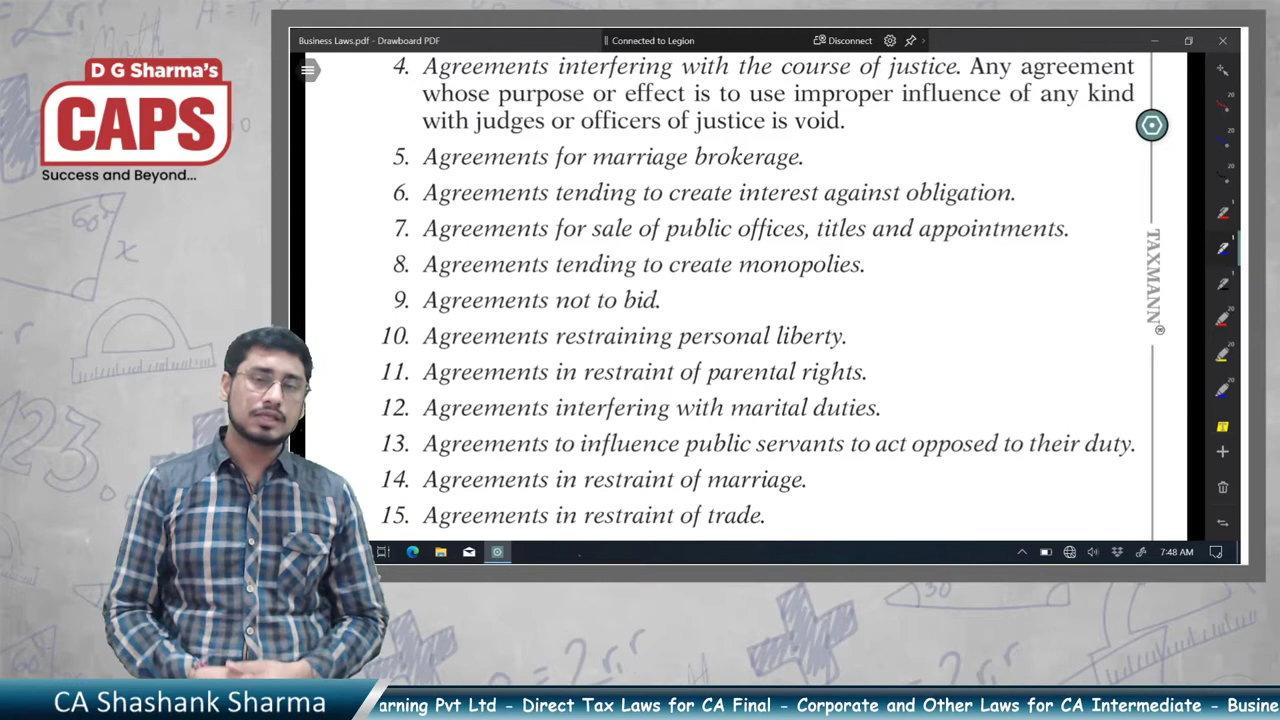 Business Laws.pdf - Drawboard PDF
Connected to Legion
Disconnect
D G Sharma's
CAPS
Success and Beyond...
4. Agreements interfering with the course of justice. Any agreement
whose purpose or effect is to use improper influence of any kind
with judges or officers of justice is void.
5. Agreements for marriage brokerage.
6. Agreements tending to create interest against obligation.
7. Agreements for sale of public offices, titles and appointments.
8. Agreements tending to create monopolies.
9. Agreements not to bid.
10. Agreements restraining personal liberty.
11. Agreements in restraint of parental rights.
12. Agreements interfering with marital duties.
13. Agreements to influence public servants to act opposed to their duty.
14. Agreements in restraint of marriage.
15. Agreements in restraint of trade.
TAXMANN®
7:48 AM
CA Shashank Sharma
arning Pvt Ltd - Direct Tax Laws for CA Final - Corporate and Other Laws for CA Intermediate - Busine